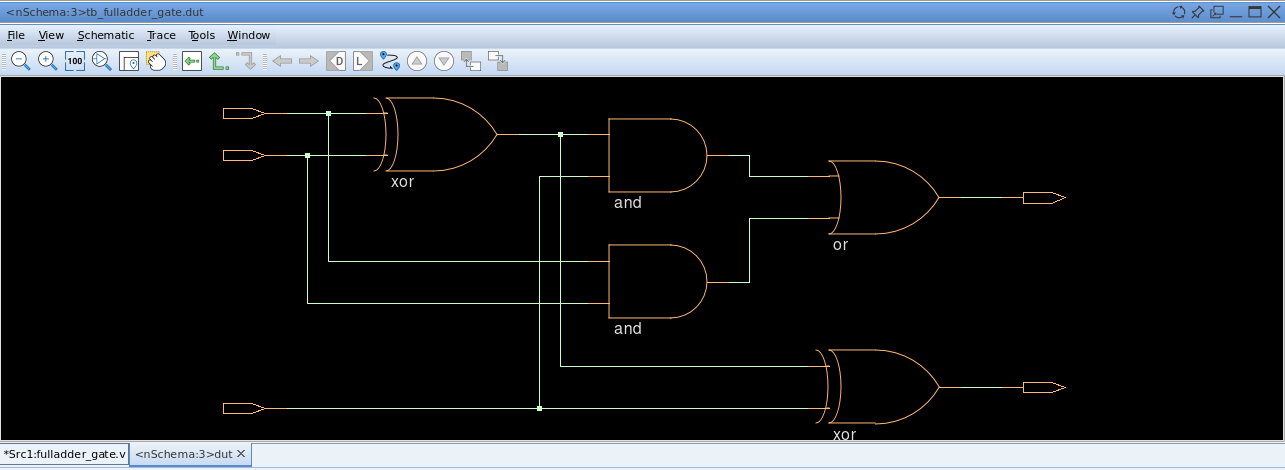 <nSchema:3>tb_fulladder_gate.dut
File View Schematic Trace Tools Window
100 D L
xor
and
or
and
xor
*Src1:fulladder_gate.v <nSchema:3>dut